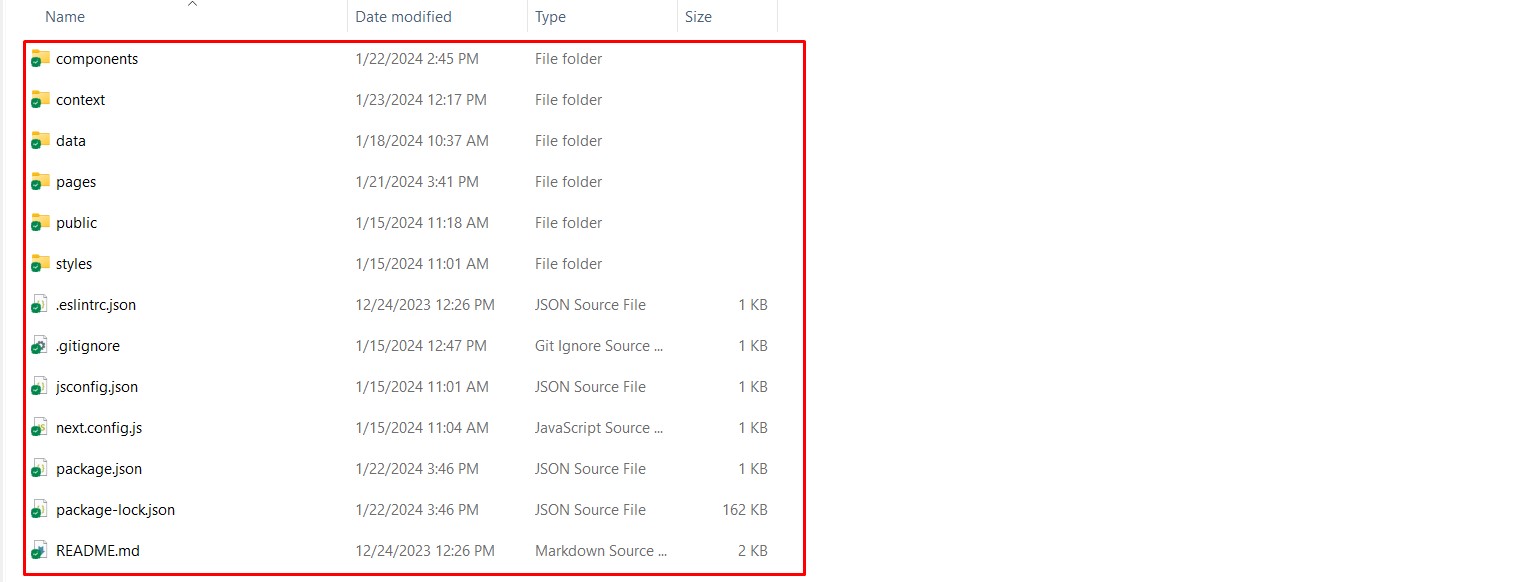 Name Date modified Type Size
components 1/22/2024 2:45 PM File folder
context 1/23/2024 12:17 PM File folder
data 1/18/2024 10:37 AM File folder
pages 1/21/2024 3:41 PM File folder
public 1/15/2024 11:18 AM File folder
styles 1/15/2024 11:01 AM File folder
.eslintrc.json 12/24/2023 12:26 PM JSON Source File 1 KB
.gitignore 1/15/2024 12:47 PM Git Ignore Source ... 1 KB
jsconfig.json 1/15/2024 11:01 AM JSON Source File 1 KB
next.config.js 1/15/2024 11:04 AM JavaScript Source ... 1 KB
package.json 1/22/2024 3:46 PM JSON Source File 1 KB
package-lock.json 1/22/2024 3:46 PM JSON Source File 162 KB
README.md 12/24/2023 12:26 PM Markdown Source ... 2 KB